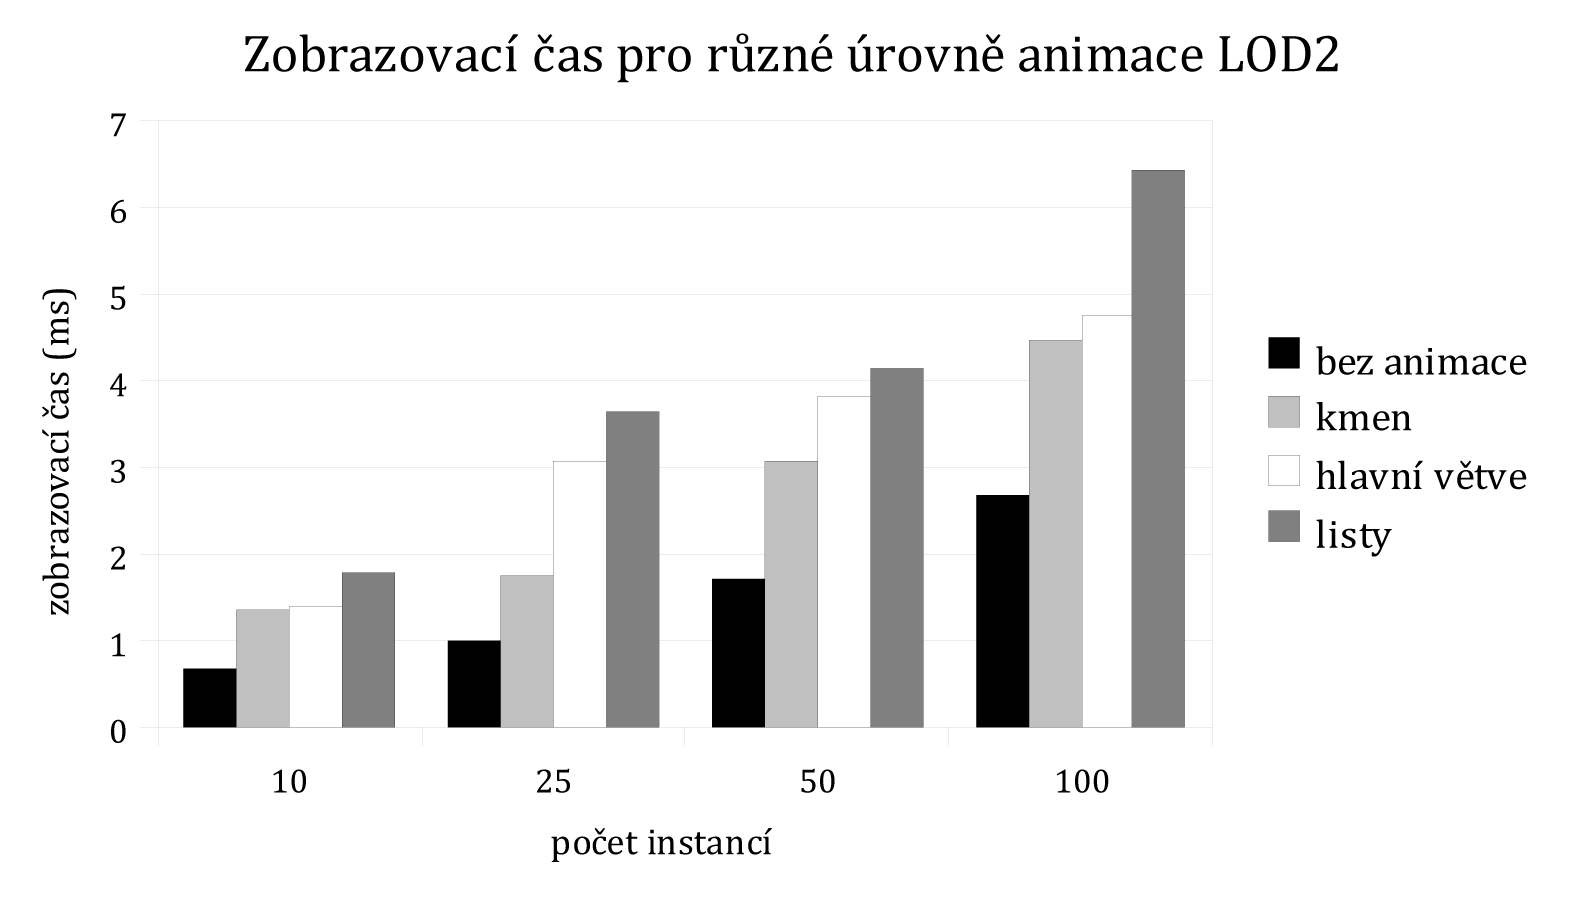 Zobrazovací čas pro různé úrovně animace LOD2
7
6
5
4
3
2
1
0
zobrazovací čas (ms)
10 25 50 100
počet instancí
bez animace
kmen
hlavní větve
listy